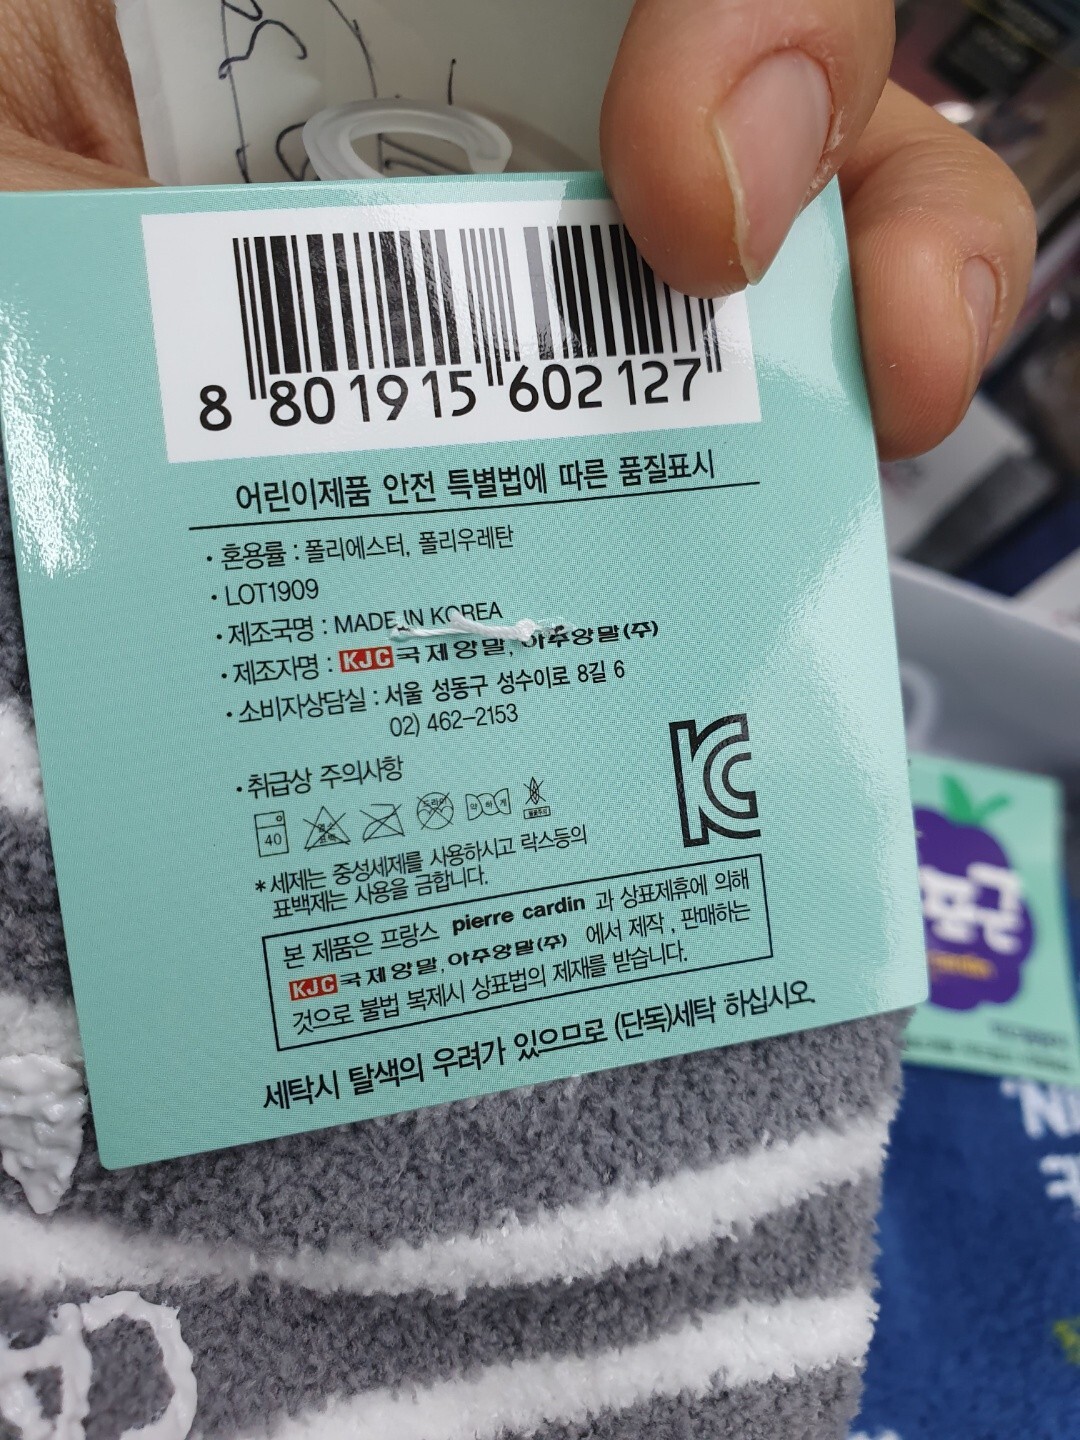 8 801915 602127
어린이제품 안전 특별법에 따른 품질표시
· 혼용률 : 폴리에스터, 폴리우레탄
· LOT1909
· 제조국명 : MADE IN KOREA
· 제조자명 : KJC 국제양말, 아주양말(주)
· 소비자상담실 : 서울 성동구 성수이로 8길 6
02) 462-2153
· 취급상 주의사항
40
약하게
* 세제는 중성세제를 사용하시고 락스등의
표백제는 사용을 금합니다.
본 제품은 프랑스 pierre cardin 과 상표제휴에 의해
KJC 국제양말, 아주양말(주) 에서 제작, 판매하는
것으로 불법 복제시 상표법의 제재를 받습니다.
세탁시 탈색의 우려가 있으므로 (단독)세탁 하십시오.